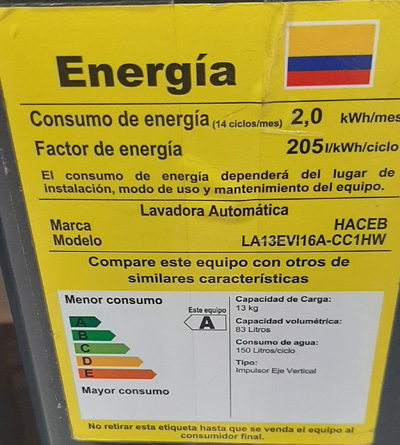 Energía
Consumo de energía (14 ciclos/mes) 2,0 kWh/mes
Factor de energía 205 l/kWh/ciclo
El consumo de energía dependerá del lugar de
instalación, modo de uso y mantenimiento del equipo.
Lavadora Automática
Marca HACEB
Modelo LA13EVI16A-CC1HW
Compare este equipo con otros de
similares características
Menor consumo
A
B
C
D
E
Mayor consumo
Este equipo
A
Capacidad de Carga:
13 kg
Capacidad volumétrica:
83 Litros
Consumo de agua:
150 Litros/ciclo
Tipo:
Impulsor Eje Vertical
No retirar esta etiqueta hasta que se venda el equipo al
consumidor final.